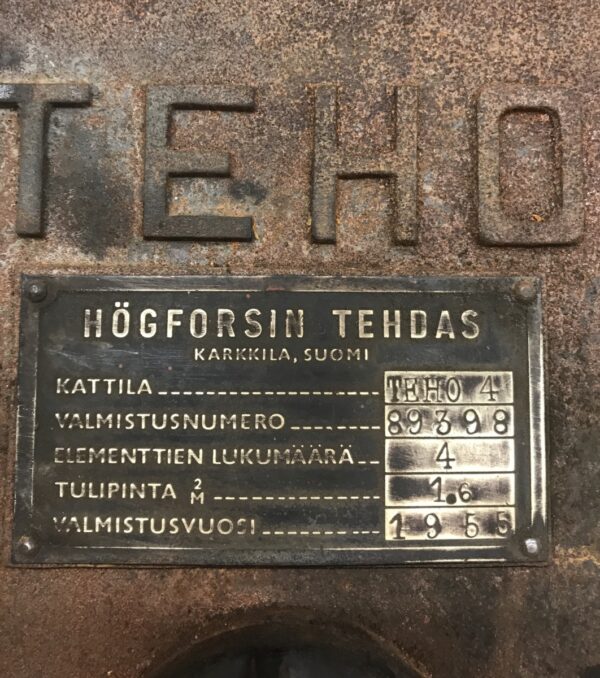 TEHO
HÖGFORSIN TEHDAS
KARKKILA, SUOMI
KATTILA TEHO 4
VALMISTUSNUMERO 89398
ELEMENTTIEN LUKUMÄÄRÄ 4
TULIPINTA M² 1.6
VALMISTUSVUOSI 1955